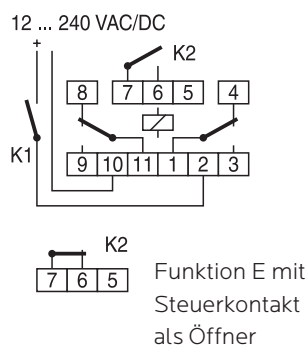 12 ... 240 VAC/DC
+
K2
8 7 6 5 4
K1
9 10 11 1 2 3
K2
7 6 5
Funktion E mit
Steuerkontakt
als Öffner